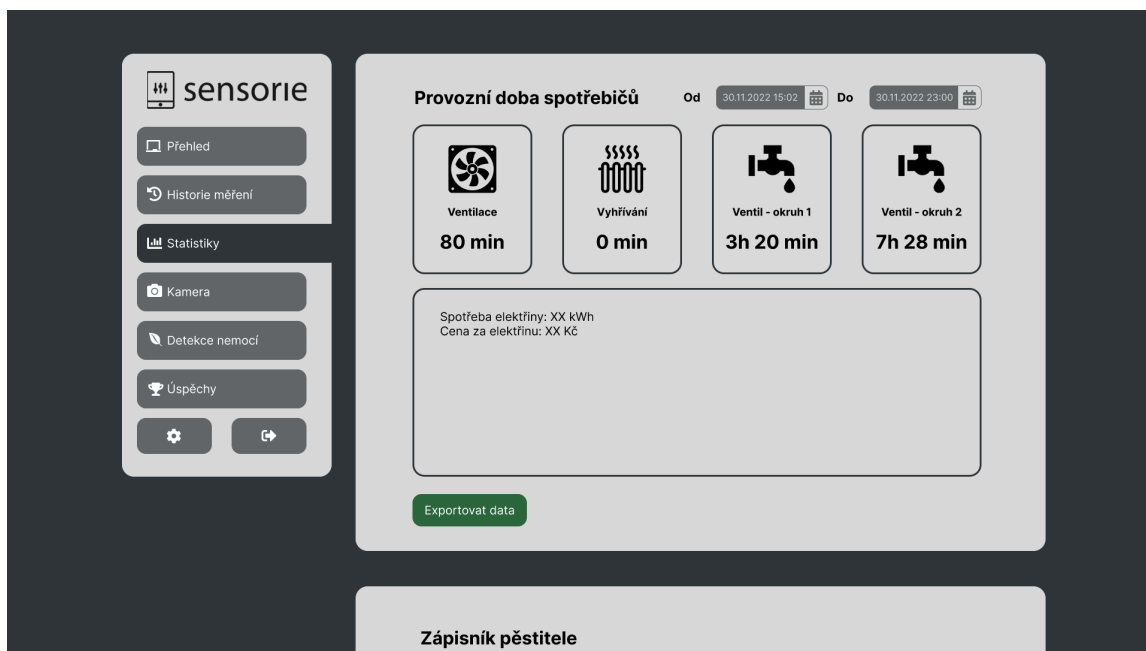 sensorie
Přehled
Historie měření
Statistiky
Kamera
Detekce nemocí
Úspěchy
Provozní doba spotřebičů Od 30.11.2022 15:02 Do 30.11.2022 23:00
Ventilace
80 min
Vyhřívání
0 min
Ventil - okruh 1
3h 20 min
Ventil - okruh 2
7h 28 min
Spotřeba elektřiny: XX kWh
Cena za elektřinu: XX Kč
Exportovat data
Zápisník pěstitele